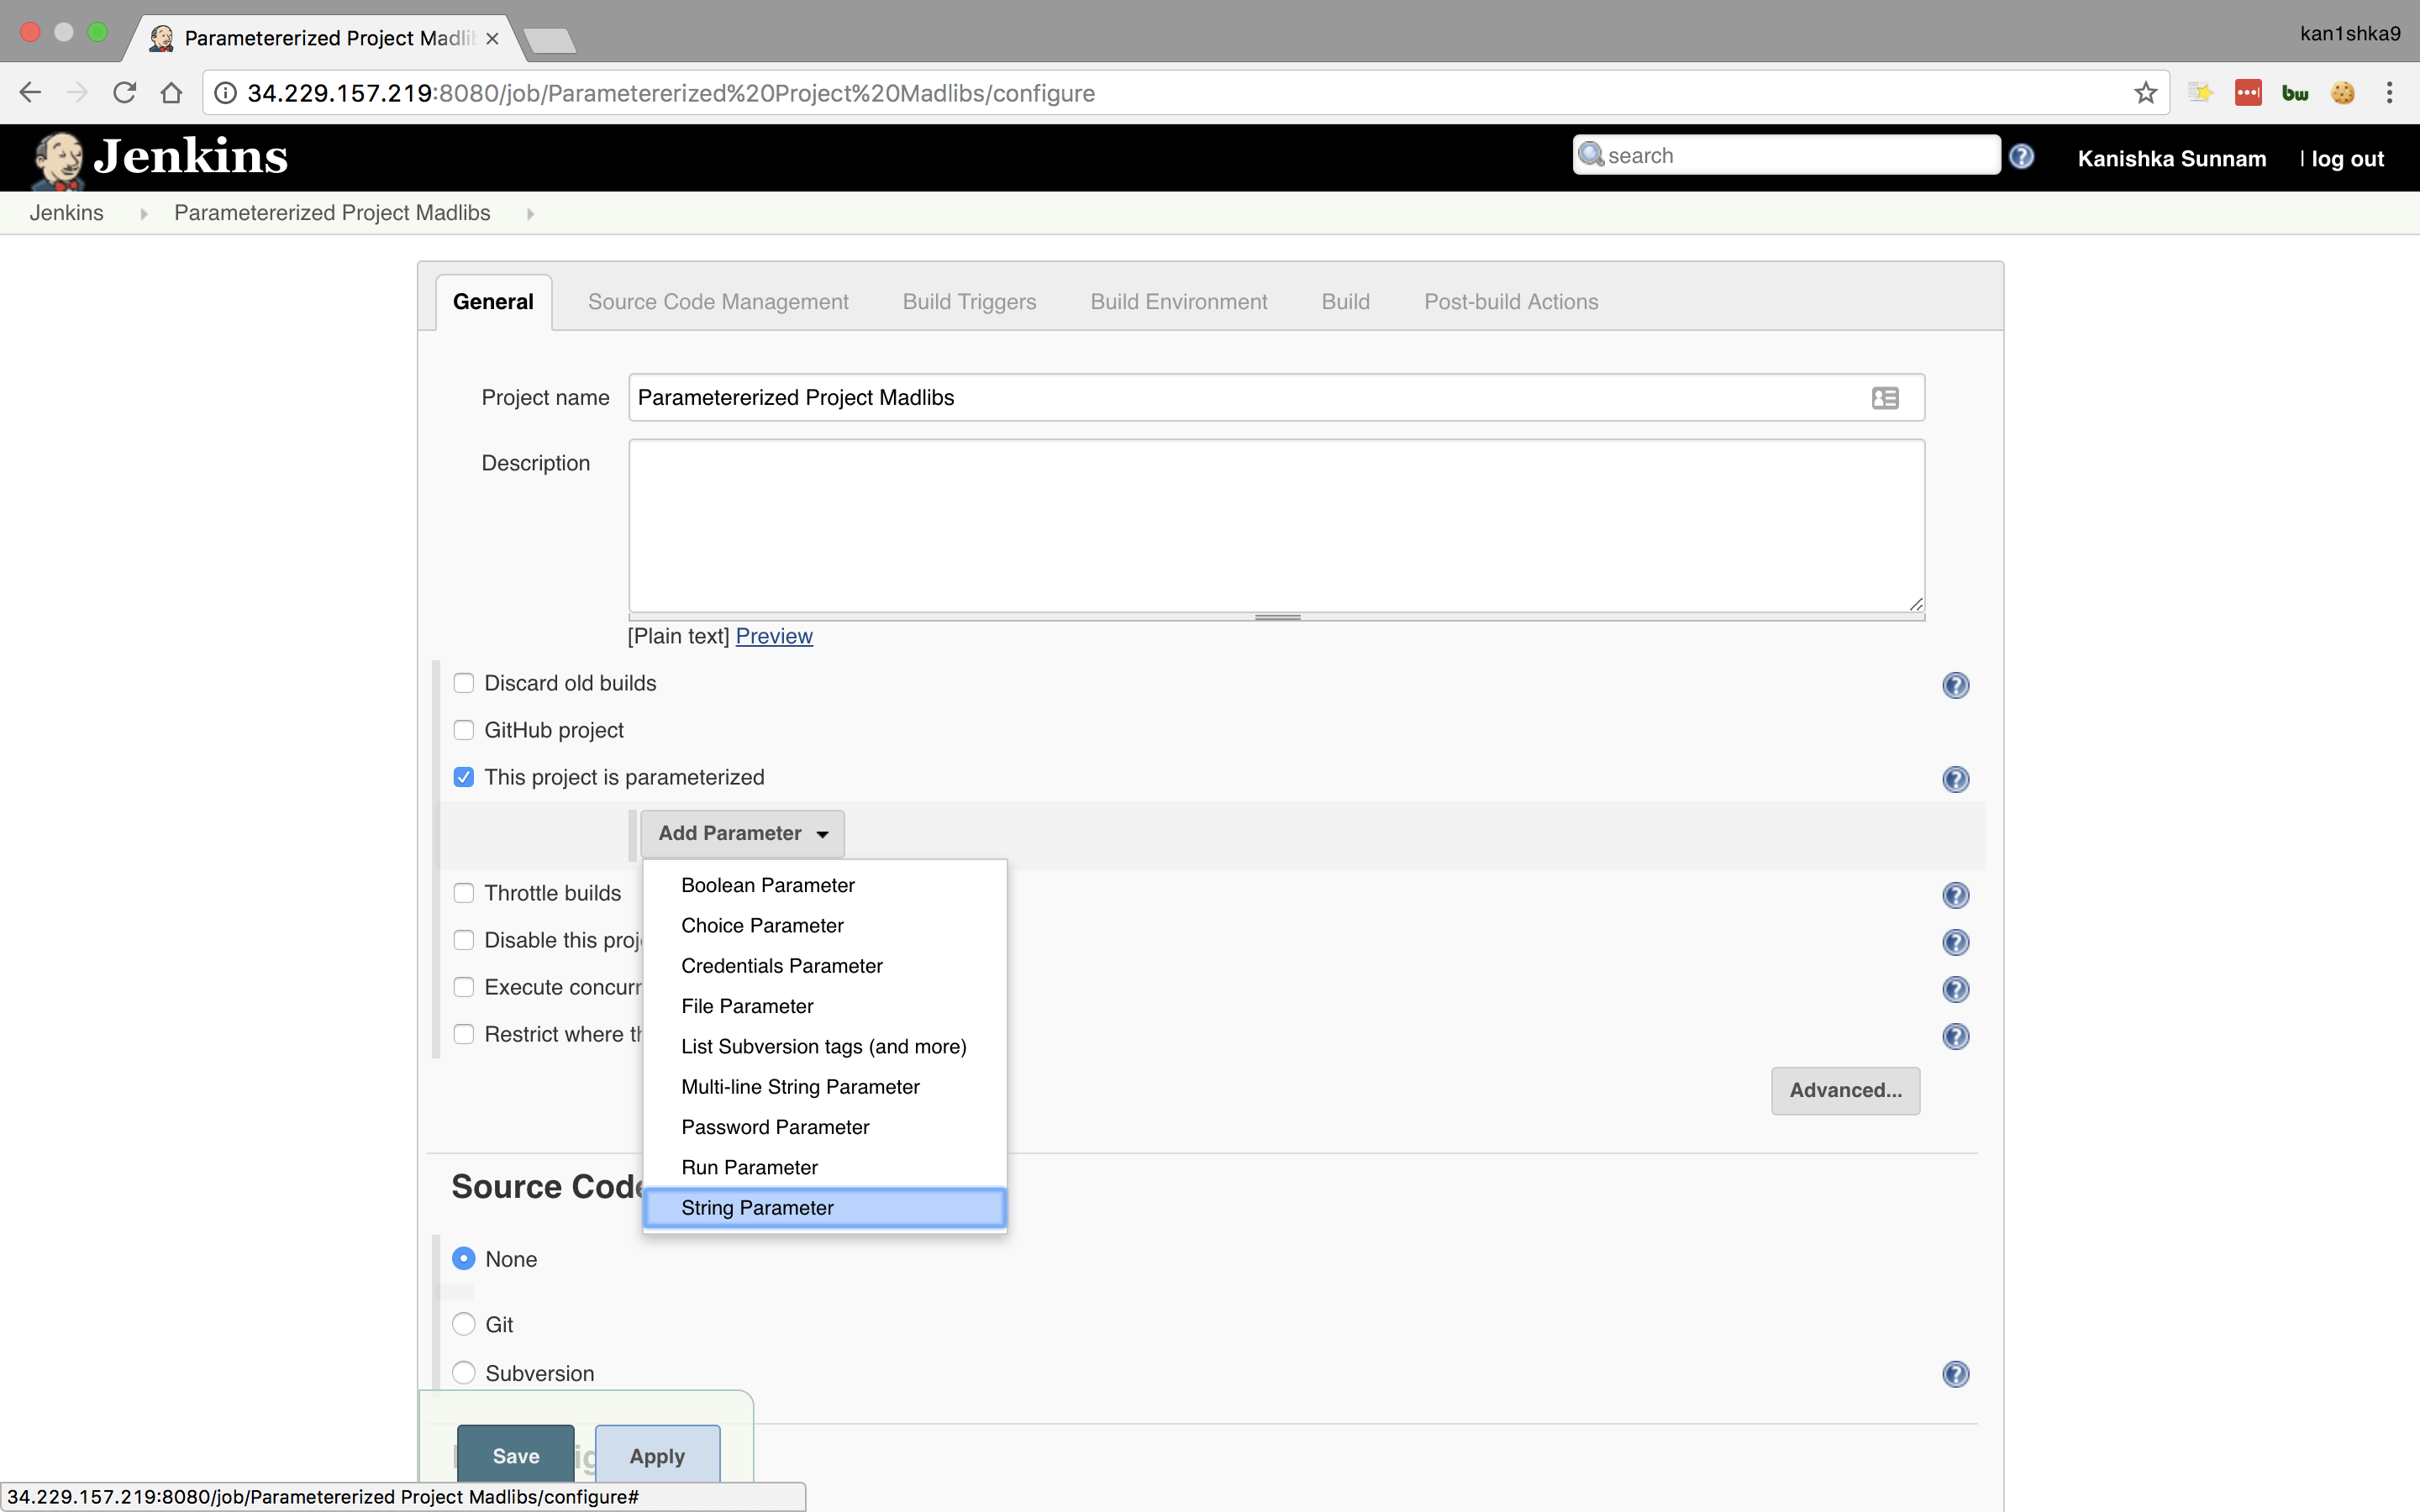 Parametererized Project Madlib
kan1shka9
34.229.157.219:8080/job/Parametererized%20Project%20Madlibs/configure
bw
Jenkins
search
Kanishka Sunnam
| log out
Jenkins
Parametererized Project Madlibs
General
Source Code Management
Build Triggers
Build Environment
Build
Post-build Actions
Project name
Parametererized Project Madlibs
Description
[Plain text] Preview
Discard old builds
GitHub project
This project is parameterized
Add Parameter
Boolean Parameter
Throttle builds
Choice Parameter
Disable this proj
Credentials Parameter
Execute concurr
File Parameter
Restrict where th
List Subversion tags (and more)
Multi-line String Parameter
Advanced...
Password Parameter
Run Parameter
Source Code
String Parameter
None
Git
Subversion
Save
Apply
34.229.157.219:8080/job/Parametererized Project Madlibs/configure#